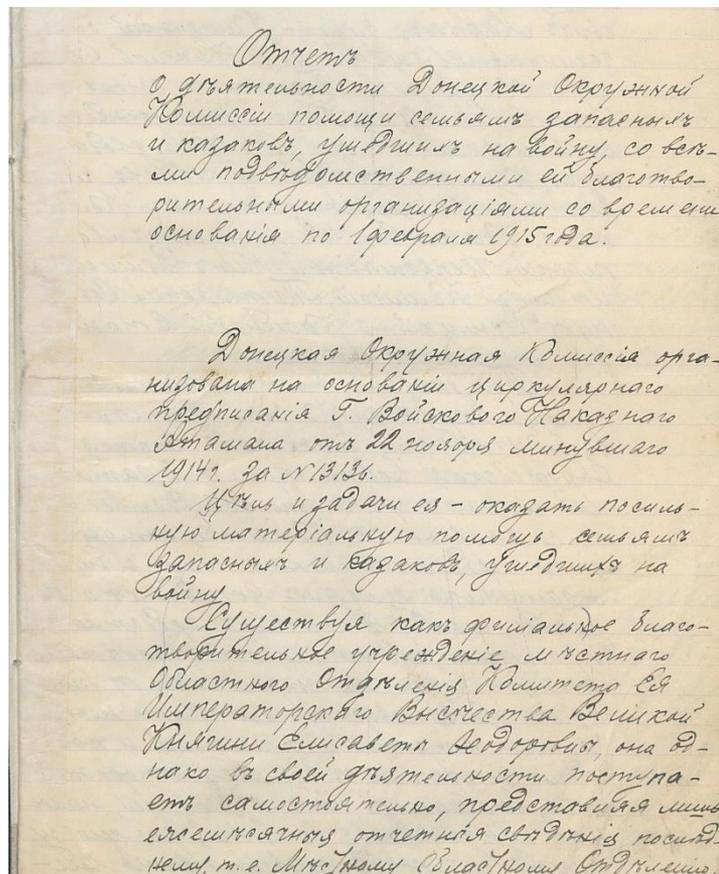 Отчетъ
о дѣятельности Донецкой Окружной
Комиссіи помощи семьямъ запасныхъ
и казаковъ, ушедшихъ на войну, со всѣ-
ми подвѣдомственными ей благотво-
рительными организаціями со времени
основанія по 1 февраля 1915 года.
Донецкая Окружная Комиссія орга-
низована на основаніи циркулярнаго
предписанія Г. Войскового Наказнаго
Атамана отъ 22 ноября минувшаго
1914 г. за № 13136.
Цѣль и задачи ея - оказать посиль-
ную матеріальную помощь семьямъ
запасныхъ и казаковъ, ушедшихъ на
войну.
Существуя какъ филіальное благо-
творительное учрежденіе мѣстнаго
Областного Отдѣленія Комитета Ея
Императорскаго Высочества Великой
Княгини Елисаветы Ѳеодоровны, она од-
нако въ своей дѣятельности поступа-
етъ самостоятельно, представляя лишь
ежемѣсячныя отчетныя свѣдѣнія послѣд-
нему, т. е. Мѣстному Областному Отдѣленію.